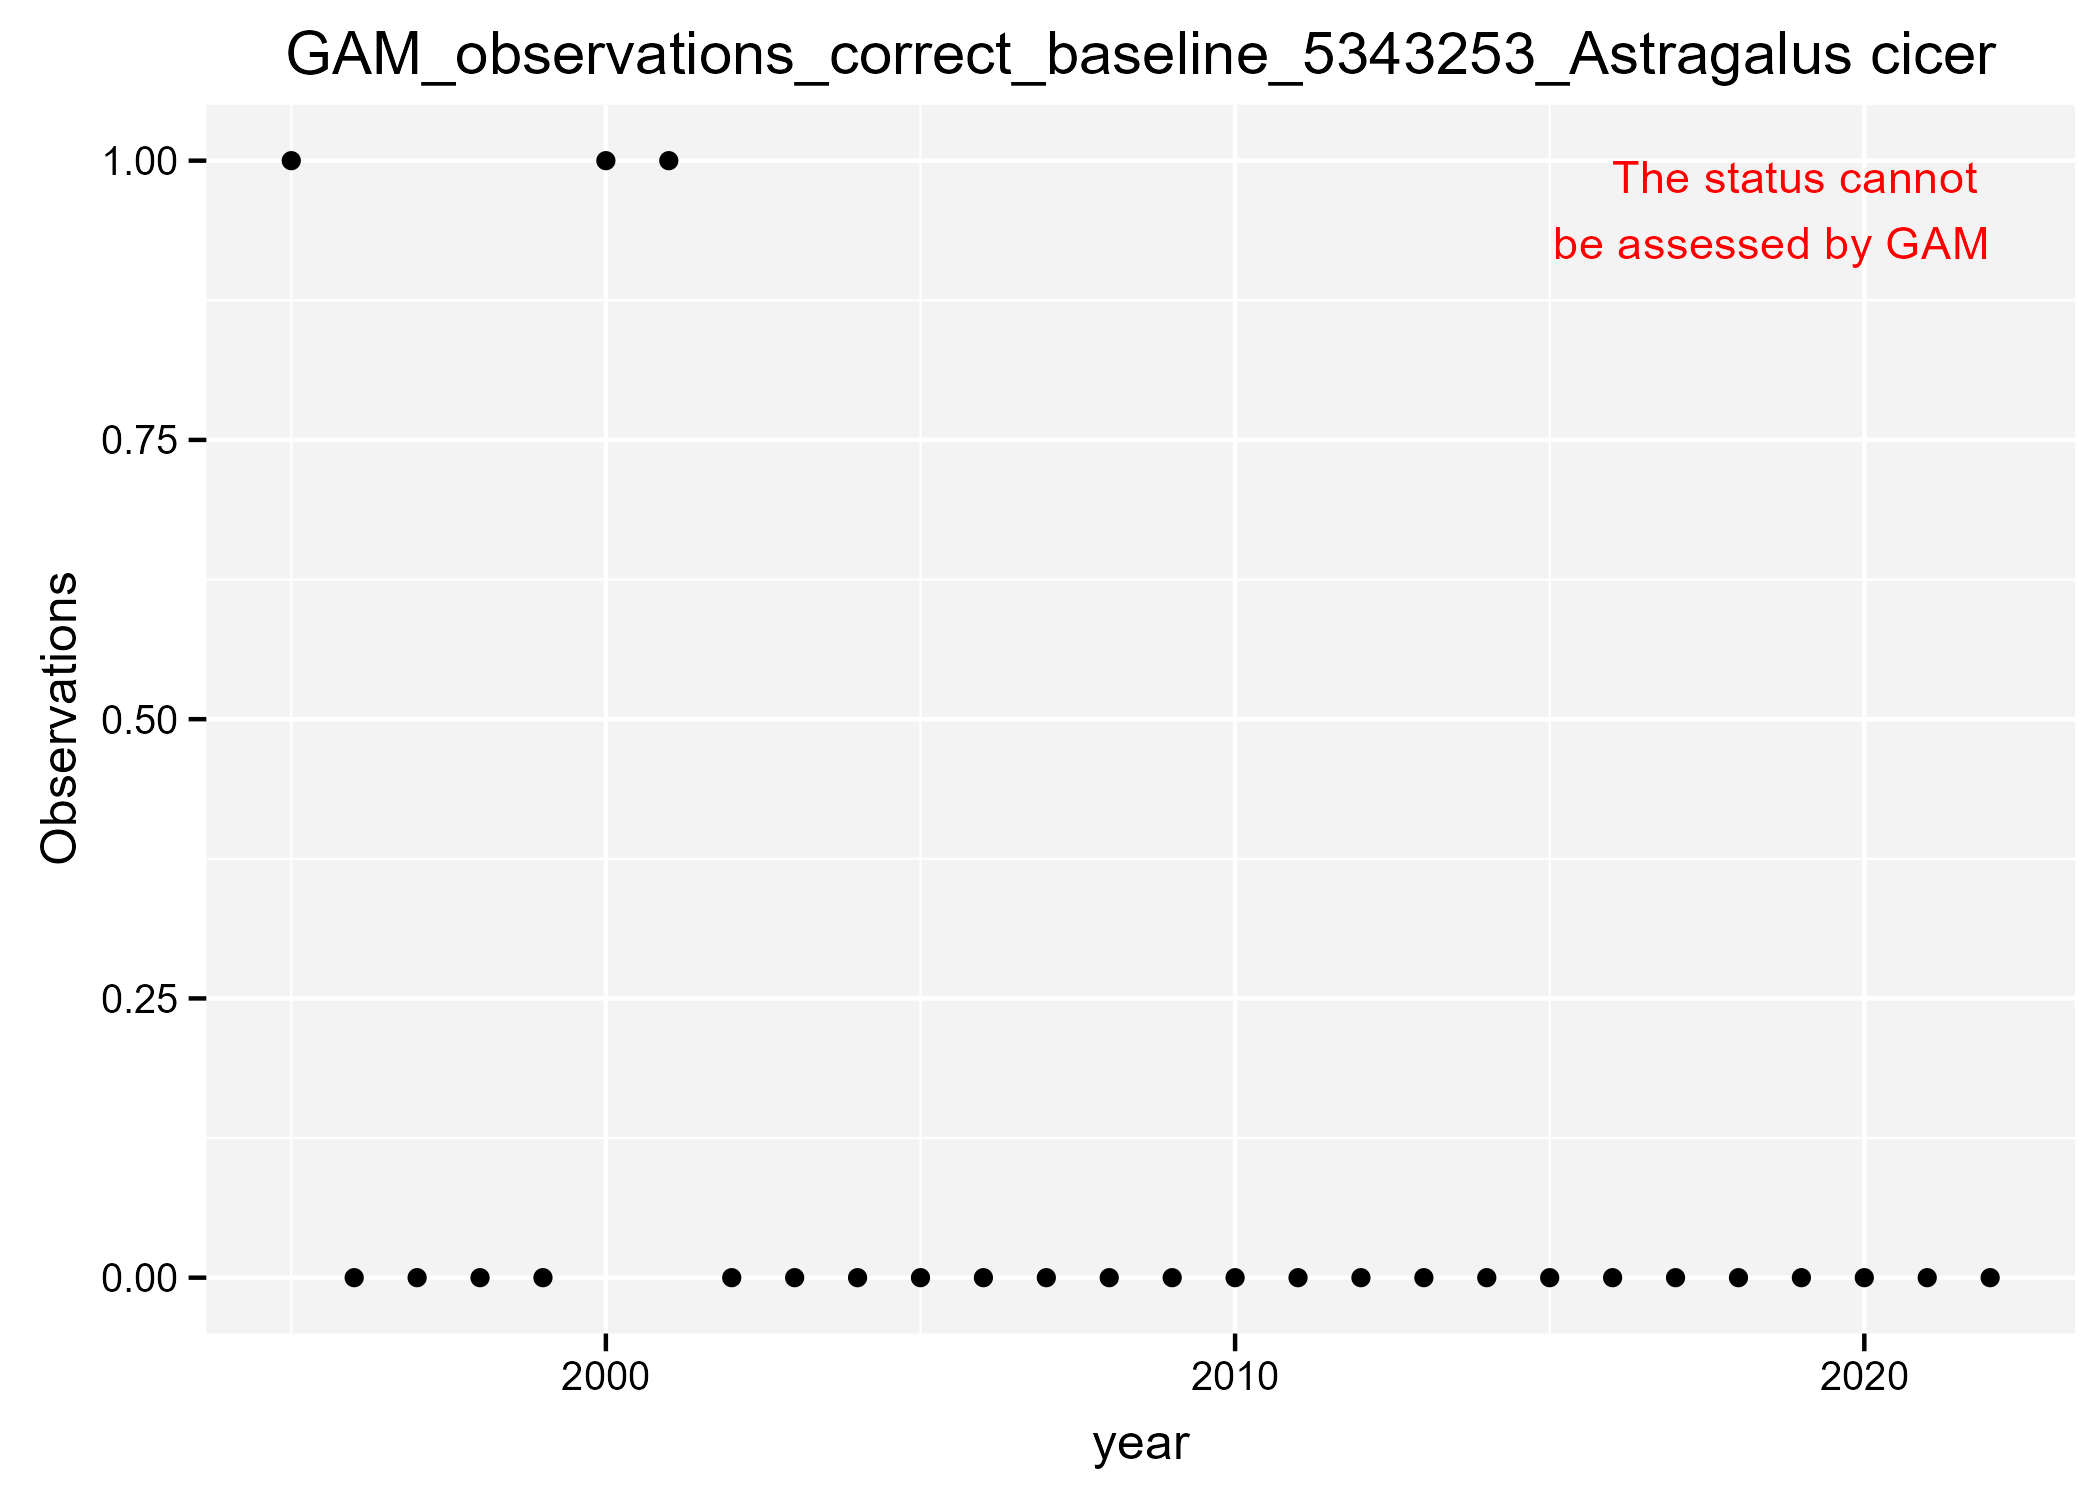 GAM_observations_correct_baseline_5343253_Astragalus cicer
The status cannot
be assessed by GAM
1.00
0.75
0.50
0.25
0.00
Observations
2000
2010
2020
year